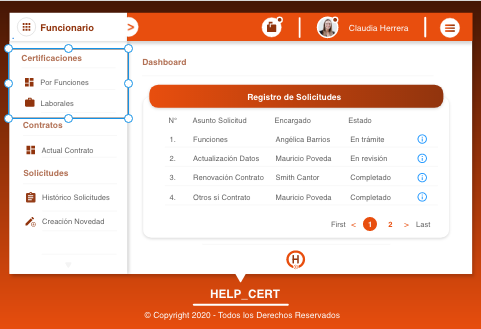 Funcionario
>
Claudia Herrera
Certificaciones
Por Funciones
Laborales
Contratos
Actual Contrato
Solicitudes
Histórico Solicitudes
Creación Novedad
Dashboard
Registro de Solicitudes
N° Asunto Solicitud Encargado Estado
1. Funciones Angélica Barrios En trámite
2. Actualización Datos Mauricio Poveda En revisión
3. Renovación Contrato Smith Cantor Completado
4. Otros si Contrato Mauricio Poveda Completado
First < 1 2 > Last
H
HELP_CERT
© Copyright 2020 - Todos los Derechos Reservados